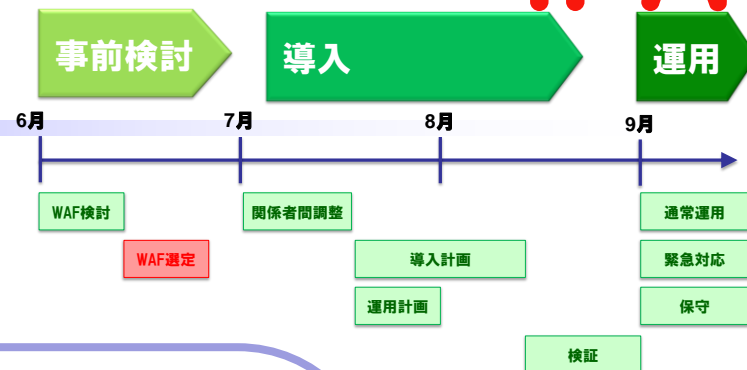 事前検討
導入
運用
6月
7月
8月
9月
WAF検討
関係者間調整
通常運用
WAF選定
導入計画
緊急対応
運用計画
保守
検証